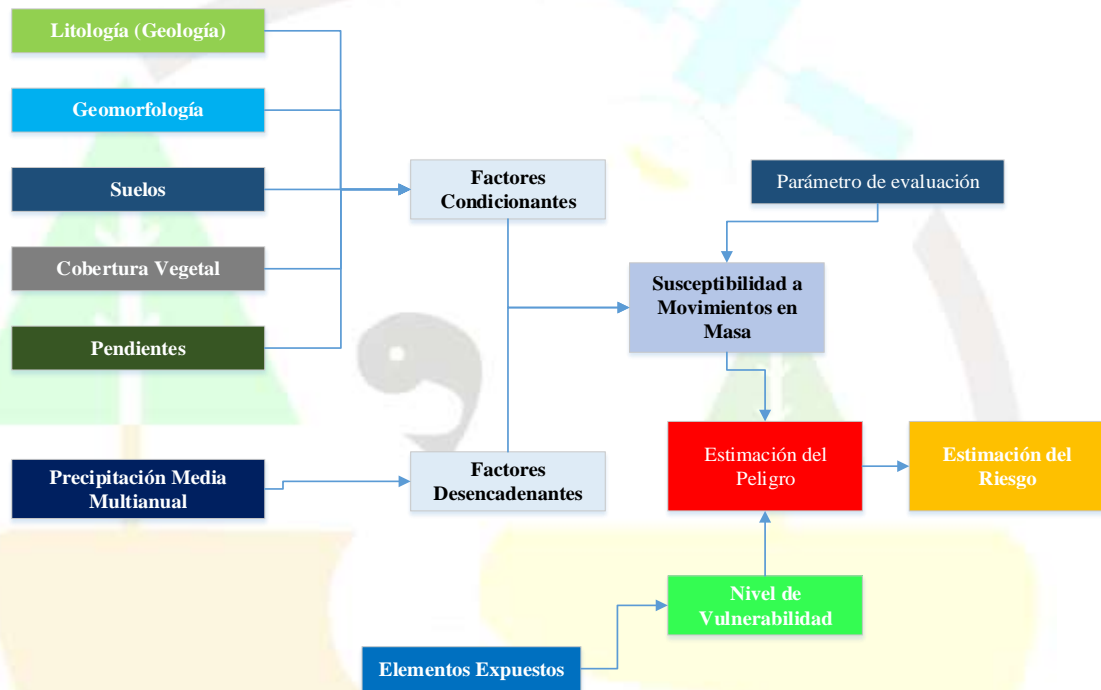 Litología (Geología)
Geomorfología
Suelos
Cobertura Vegetal
Pendientes
Precipitación Media
Multianual
Factores
Condicionantes
Factores
Desencadenantes
Parámetro de evaluación
Susceptibilidad a
Movimientos en
Masa
Estimación del
Peligro
Estimación del
Riesgo
Nivel de
Vulnerabilidad
Elementos Expuestos